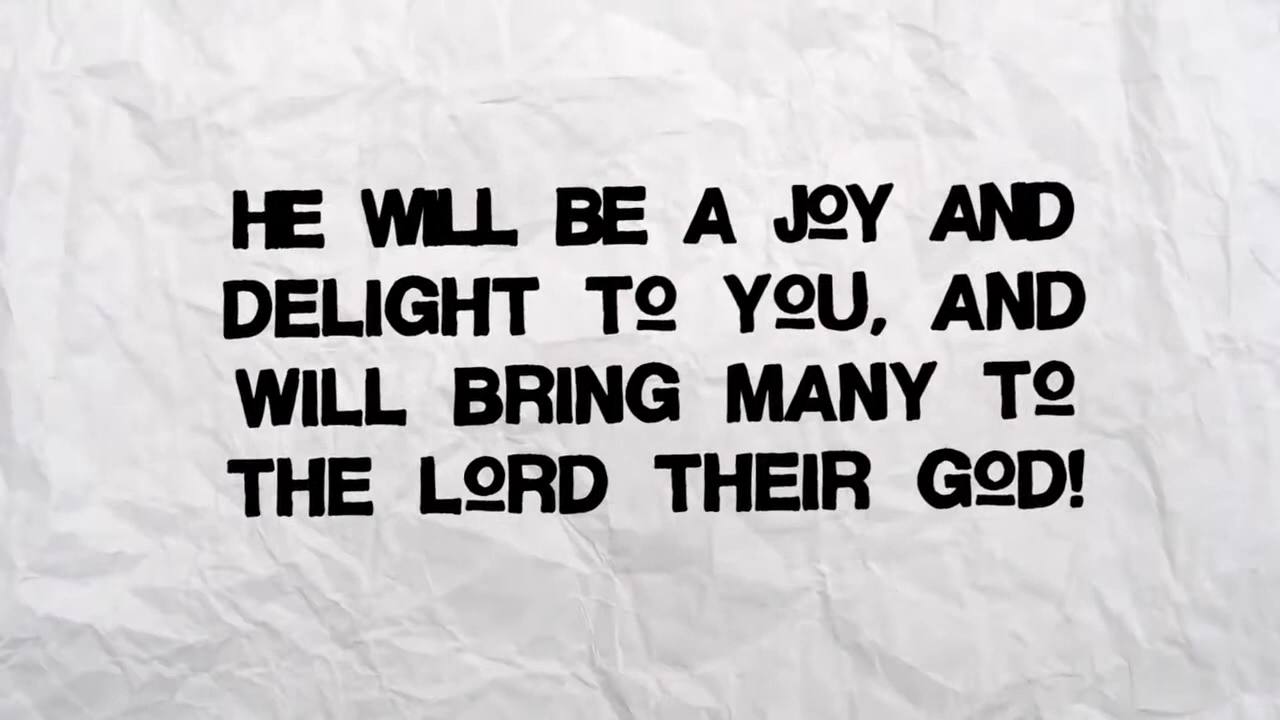 HE WILL BE A JOY AND
DELIGHT TO YOU, AND
WILL BRING MANY TO
THE LORD THEIR GOD!